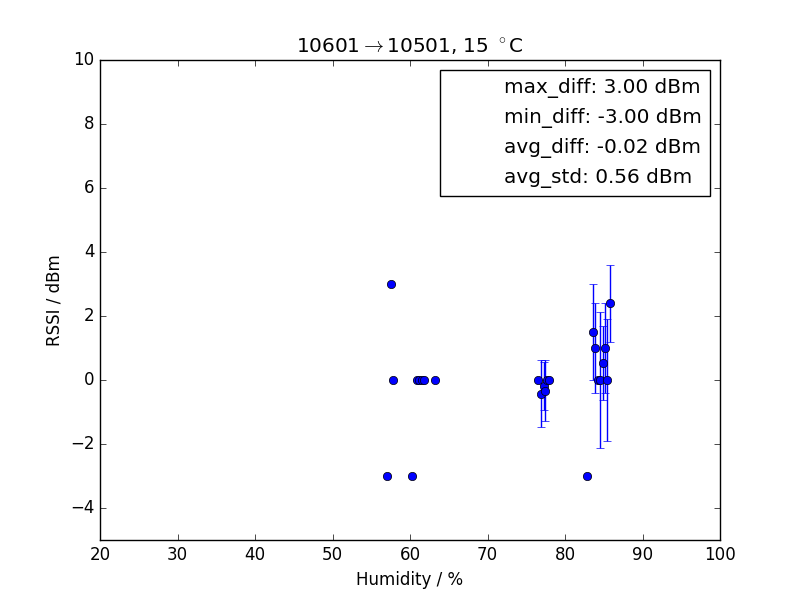 10601→10501, 15 °C
max_diff: 3.00 dBm
min_diff: -3.00 dBm
avg_diff: -0.02 dBm
avg_std: 0.56 dBm
10
8
6
4
2
0
−2
−4
RSSI / dBm
20 30 40 50 60 70 80 90 100
Humidity / %